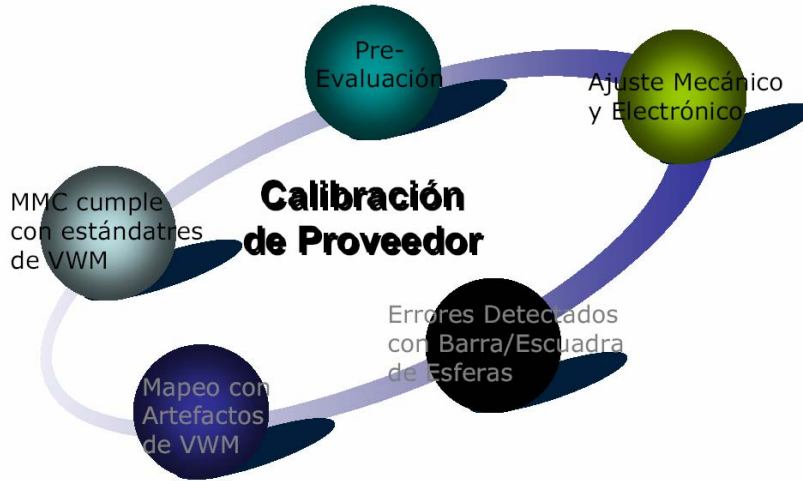 Pre-
Evaluación
Ajuste Mecánico
y Electrónico
Calibración
de Proveedor
MMC cumple
con estándatres
de VWM
Errores Detectados
con Barra/Escuadra
de Esferas
Mapeo con
Artefactos
de VWM